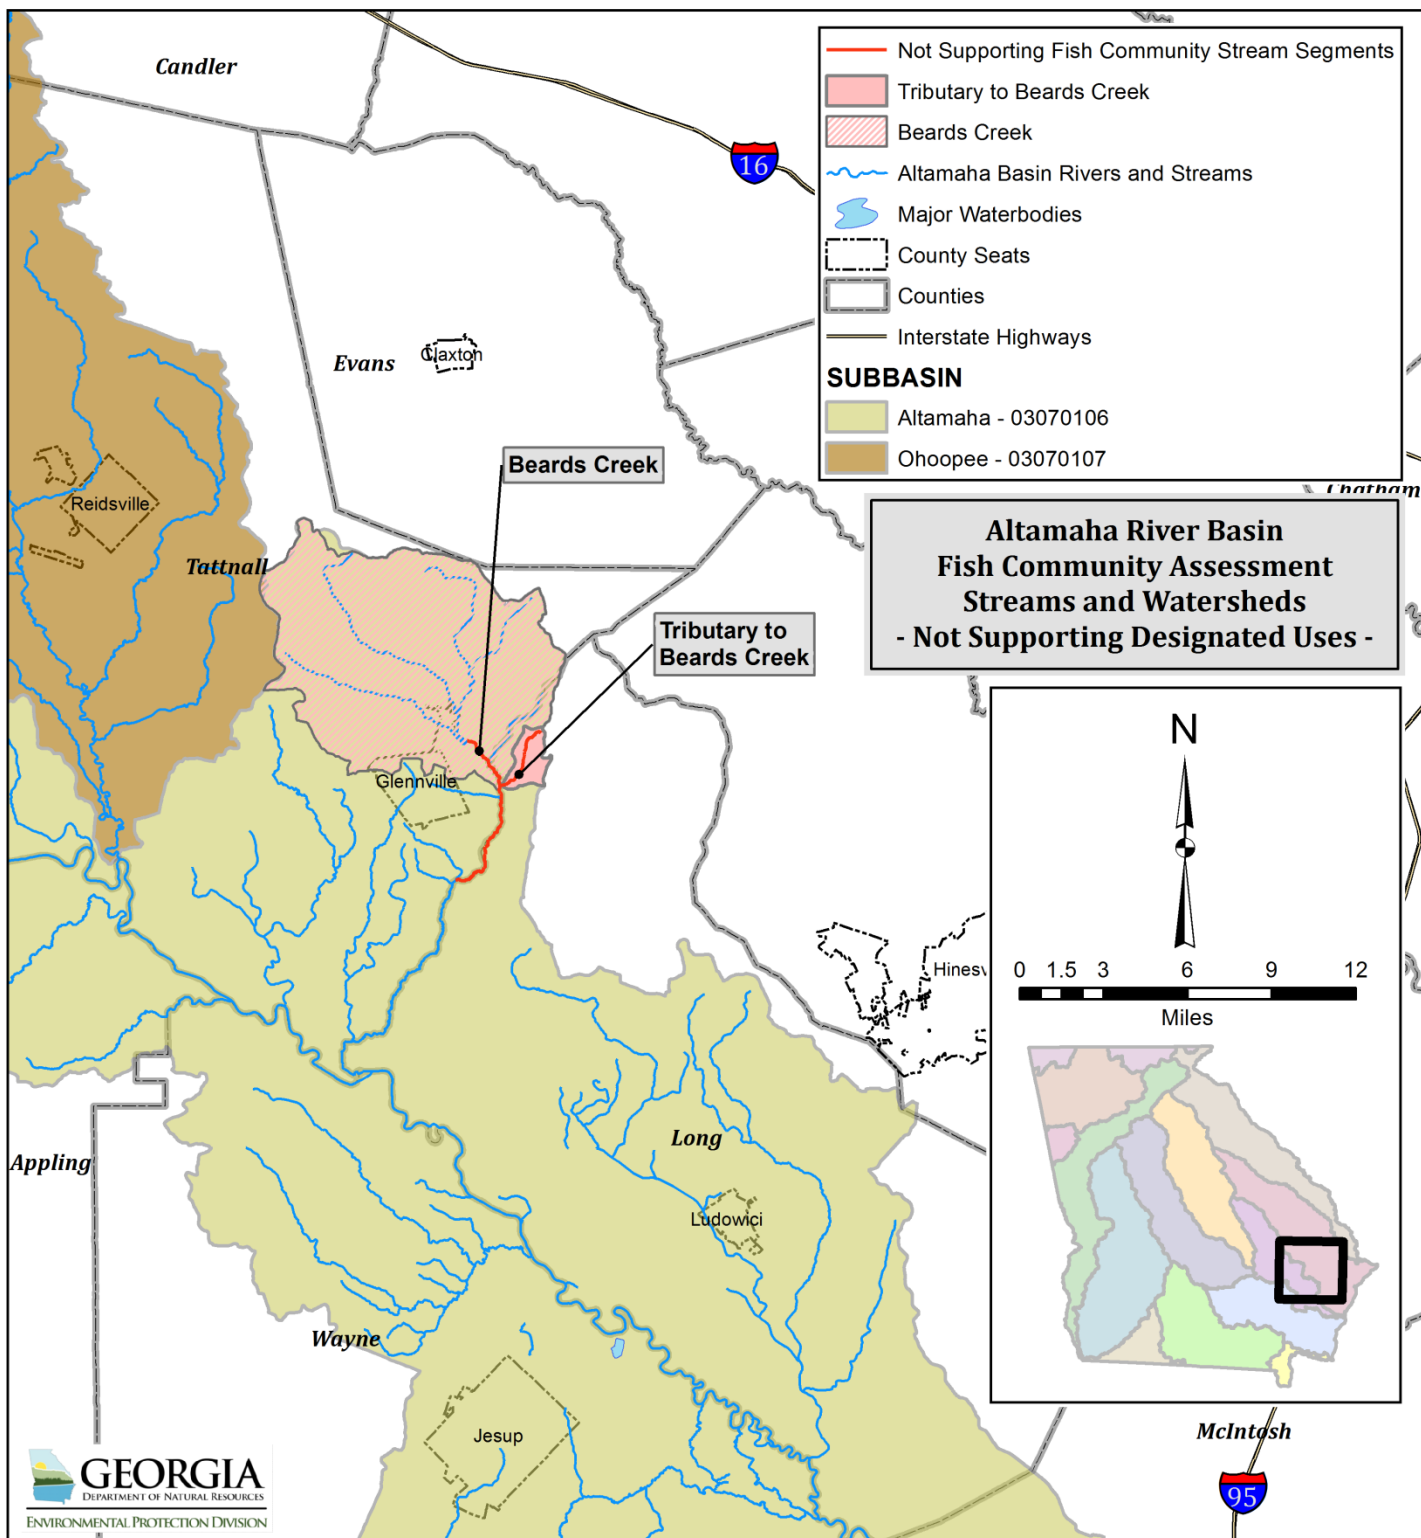 Candler
16
Not Supporting Fish Community Stream Segments
Tributary to Beards Creek
Beards Creek
Altamaha Basin Rivers and Streams
Major Waterbodies
County Seats
Counties
Interstate Highways
SUBBASIN
Altamaha - 03070106
Ohoopee - 03070107
Evans
Claxton
Beards Creek
Reidsville
Chatham
Altamaha River Basin
Fish Community Assessment
Streams and Watersheds
- Not Supporting Designated Uses -
Tattnall
Tributary to
Beards Creek
Glennville
N
Hinesv
0 1.5 3 6 9 12
Miles
Appling
Long
Ludowici
Wayne
Jesup
McIntosh
95
GEORGIA
DEPARTMENT OF NATURAL RESOURCES
ENVIRONMENTAL PROTECTION DIVISION